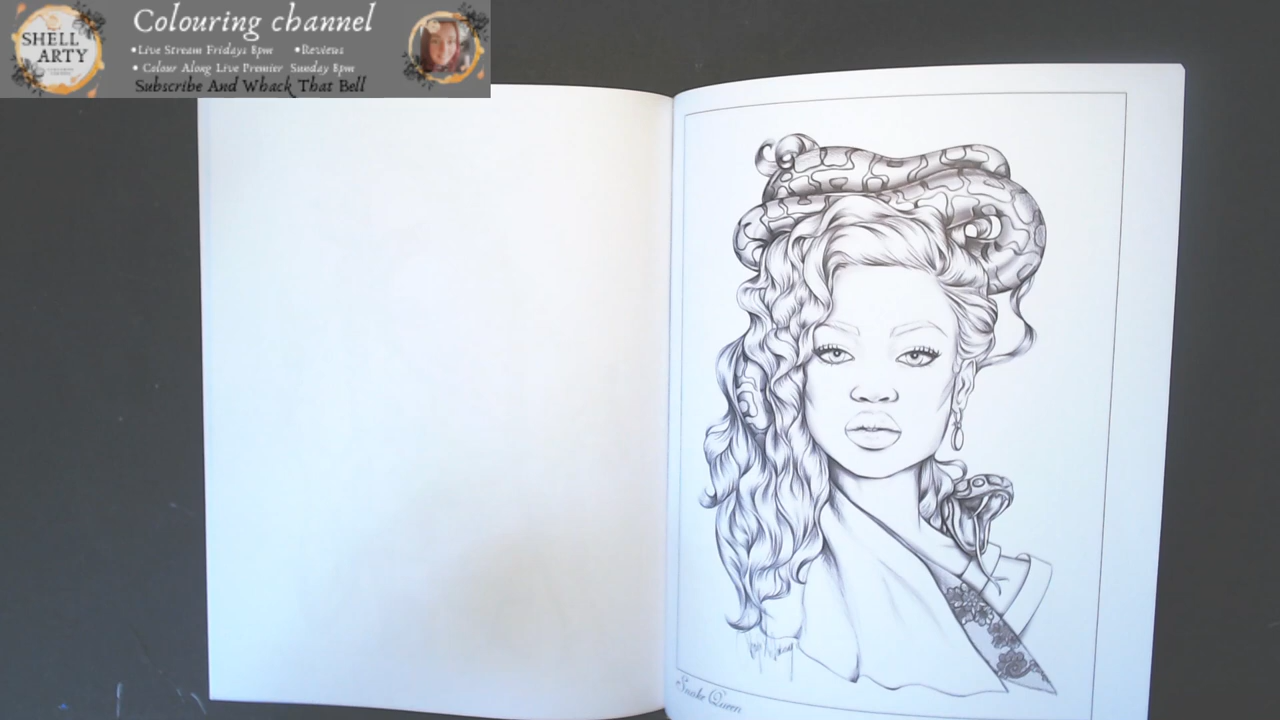 SHELL
ARTY
Colouring channel
•Live Stream Fridays 8pm •Reviews
• Colour Along Live Premier Sunday 8pm
Subscribe And Whack That Bell
Snake Queen